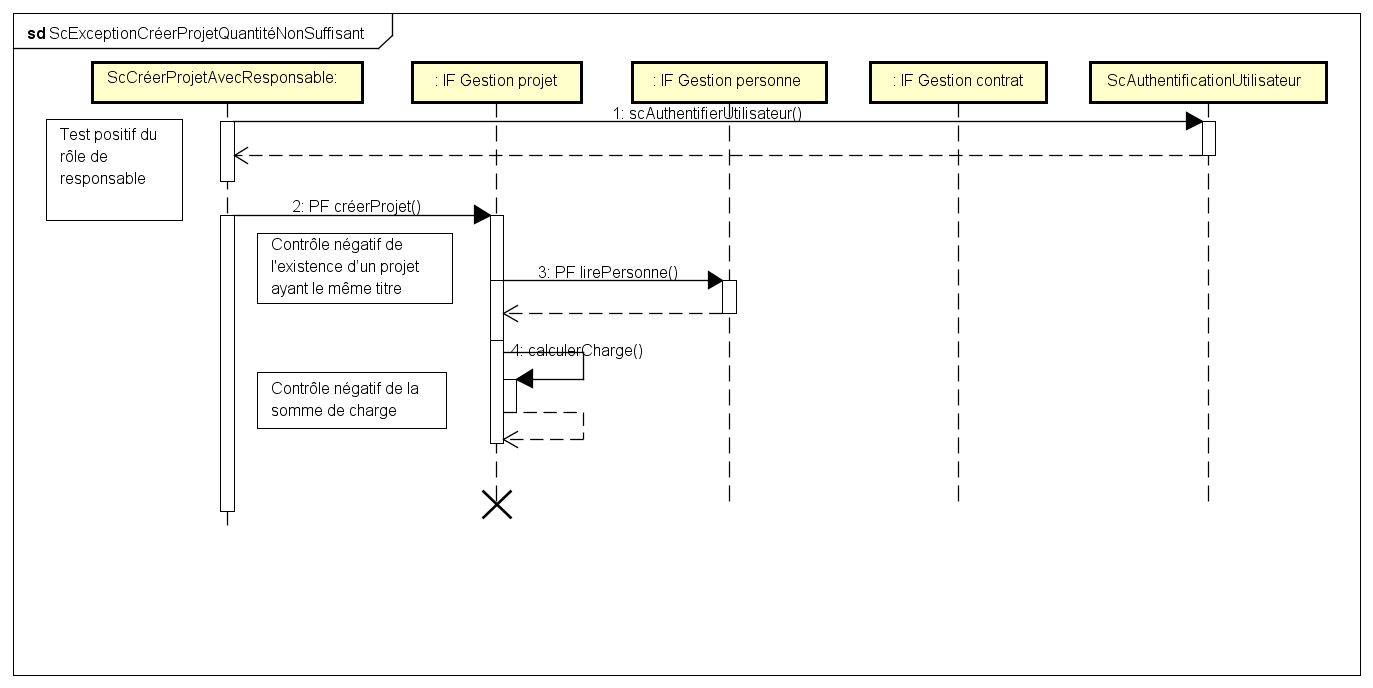 sd ScExceptionCréerProjetQuantitéNonSuffisant
ScCréerProjetAvecResponsable:
: IF Gestion projet
: IF Gestion personne
: IF Gestion contrat
ScAuthentificationUtilisateur
1: scAuthentifierUtilisateur()
Test positif du
rôle de
responsable
2: PF créerProjet()
Contrôle négatif de
l'existence d'un projet
ayant le même titre
3: PF lirePersonne()
4: calculerCharge()
Contrôle négatif de la
somme de charge